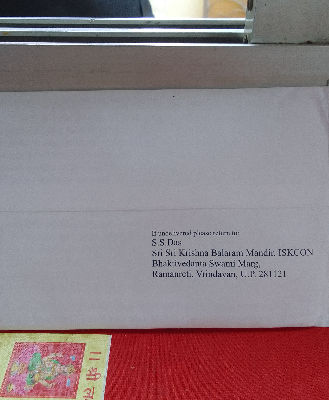 If undelivered please return to:
S.S Das
Sri Sri Krishna Balaram Mandir, ISKCON
Bhaktivedanta Swami Marg,
Ramanreti, Vrindavan, U.P. 281121